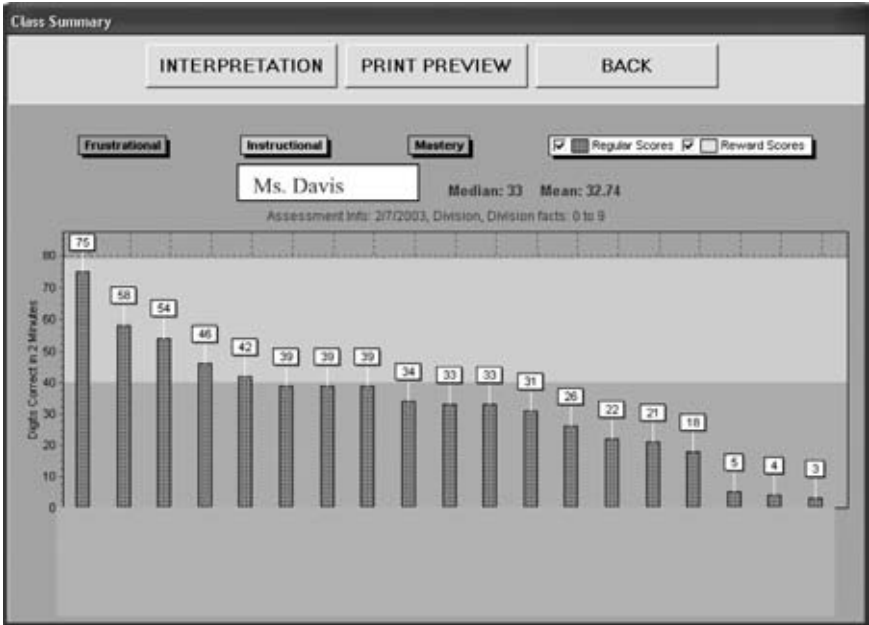 Class Summary
INTERPRETATION PRINT PREVIEW BACK
Frustrational Instructional Mastery Regular Scores Reward Scores
Ms. Davis Median: 33 Mean: 32.74
Assessment Info: 2/7/2003, Division, Division facts: 0 to 9
Digits Correct in 2 Minutes
80
70
60
50
40
30
20
10
0
75 58 54 46 42 39 39 39 34 33 33 31 26 22 21 18 5 4 3